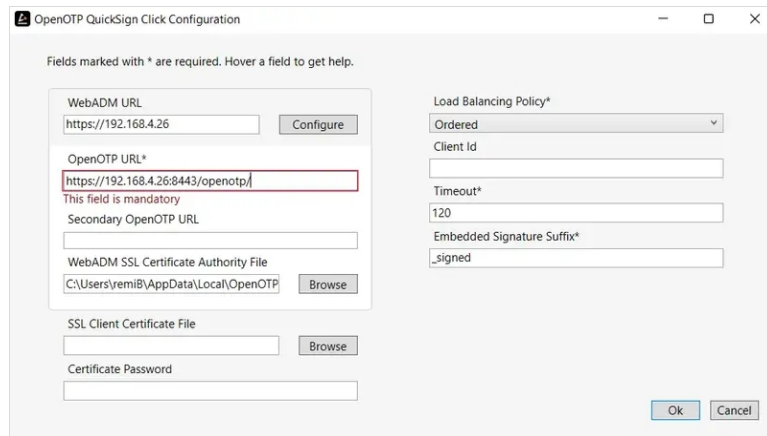 OpenOTP QuickSign Click Configuration
Fields marked with * are required. Hover a field to get help.
WebADM URL
https://192.168.4.26
Configure
OpenOTP URL*
https://192.168.4.26:8443/openotp/
This field is mandatory
Secondary OpenOTP URL
WebADM SSL Certificate Authority File
C:\Users\remiB\AppData\Local\OpenOTP
Browse
SSL Client Certificate File
Browse
Certificate Password
Load Balancing Policy*
Ordered
Client Id
Timeout*
120
Embedded Signature Suffix*
_signed
Ok
Cancel